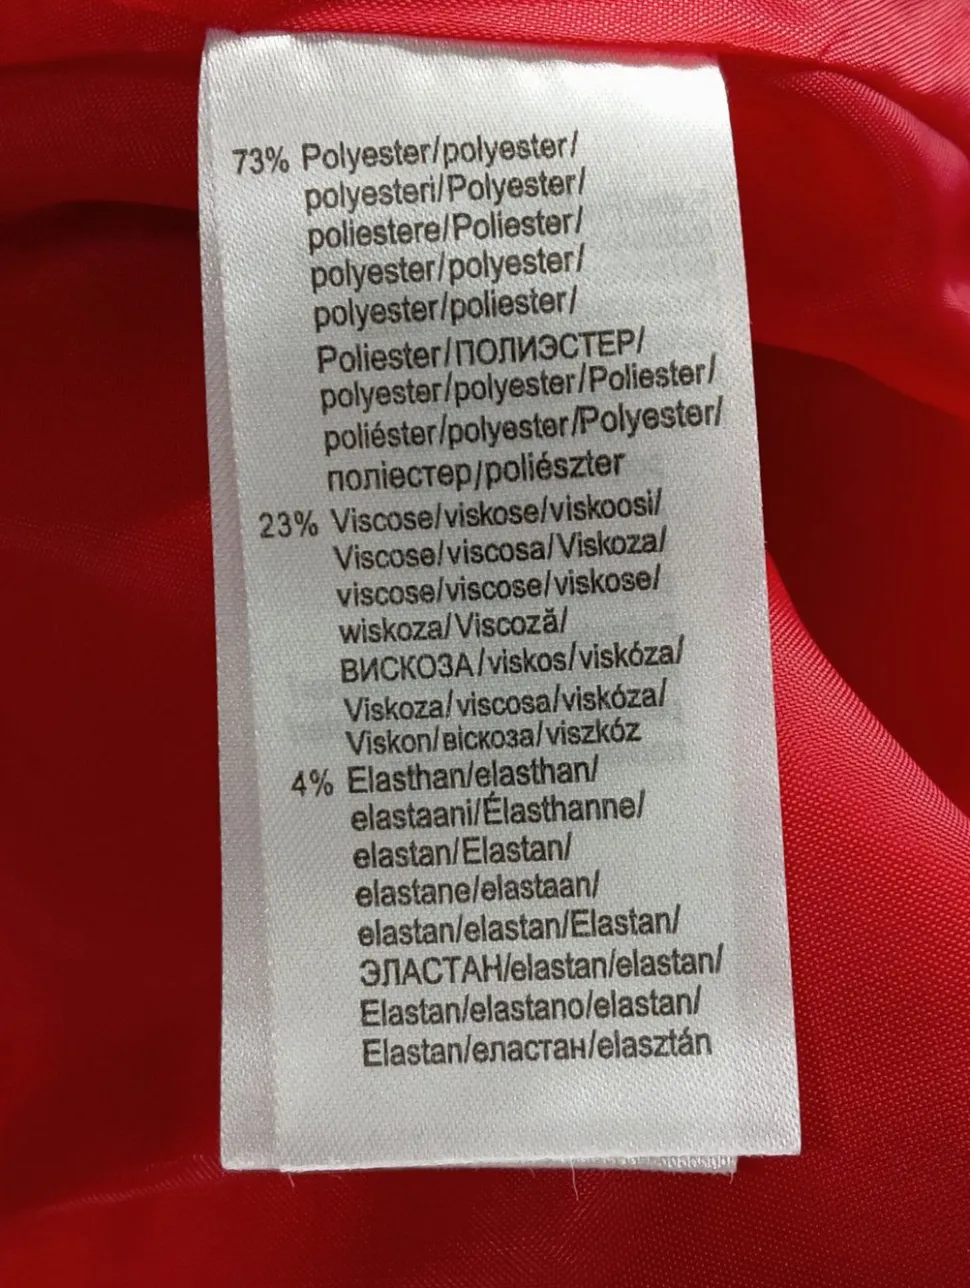 73% Polyester/polyester/
polyesteri/Polyester/
poliestere/Poliester/
polyester/polyester/
polyester/poliester/
Poliester/ПОЛИЭСТЕР/
polyester/polyester/Poliester/
poliéster/polyester/Polyester/
поліестер/poliészter
23% Viscose/viskose/viskoosi/
Viscose/viscosa/Viskoza/
viscose/viscose/viskose/
wiskoza/Viscoză/
ВИСКОЗА/viskos/viskóza/
Viskoza/viscosa/viskóza/
Viskon/віскоза/viszkóz
4% Elasthan/elasthan/
elastaani/Élasthanne/
elastan/Elastan/
elastane/elastaan/
elastan/elastan/Elastan/
ЭЛАСТАН/elastan/elastan/
Elastan/elastano/elastan/
Elastan/еластан/elasztán